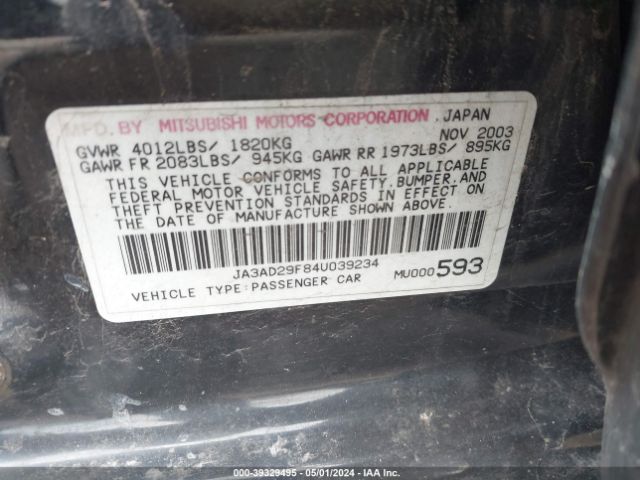 MFD. BY MITSUBISHI MOTORS CORPORATION, JAPAN
GVWR 4012LBS/ 1820KG NOV 2003
GAWR FR 2083LBS/ 945KG GAWR RR 1973LBS/ 895KG
THIS VEHICLE CONFORMS TO ALL APPLICABLE
FEDERAL MOTOR VEHICLE SAFETY, BUMPER, AND
THEFT PREVENTION STANDARDS IN EFFECT ON
THE DATE OF MANUFACTURE SHOWN ABOVE.
JA3AD29F84U039234
VEHICLE TYPE:PASSENGER CAR MU000593
000-39329495 - 05/01/2024 - IAA Inc.